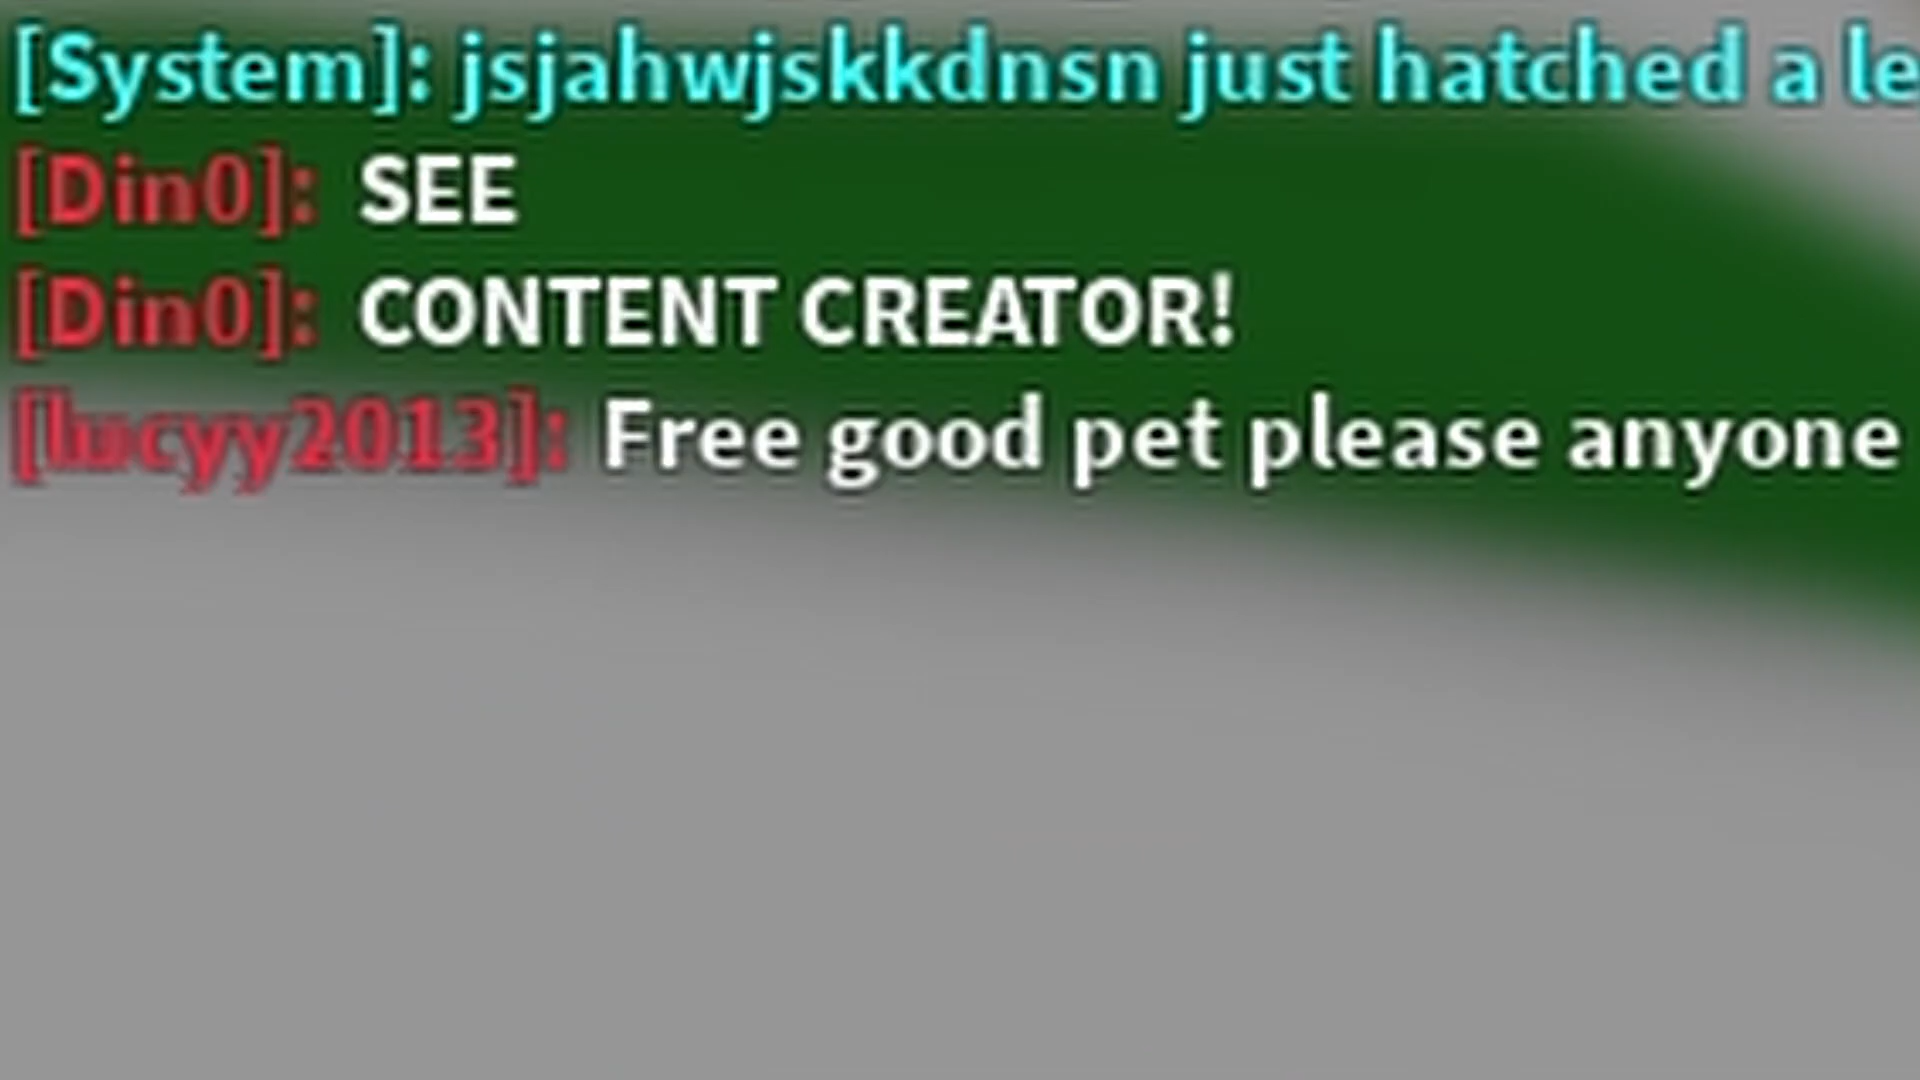 [System]: jsjahwjskkdnsn just hatched a le
[Din0]: SEE
[Din0]: CONTENT CREATOR!
[lucyy2013]: Free good pet please anyone